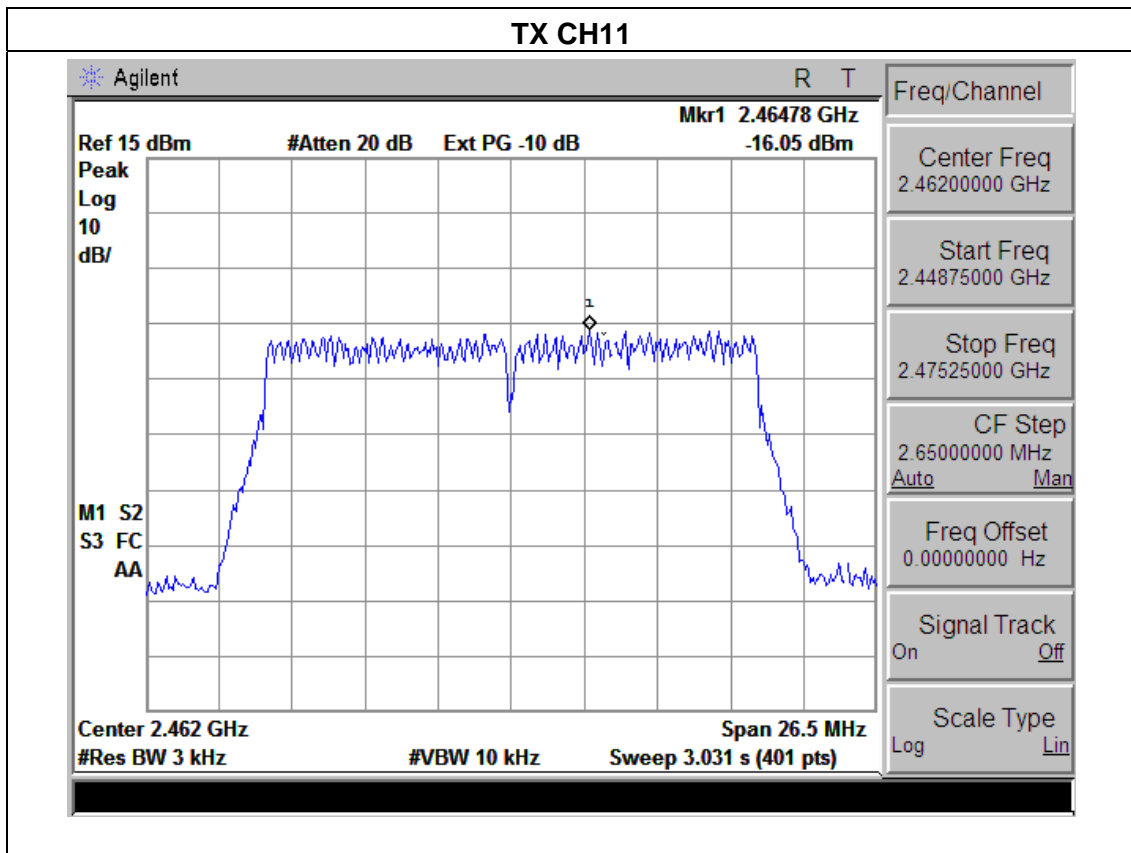 TX CH11
Agilent R T
Freq/Channel
Mkr1 2.46478 GHz
Ref 15 dBm #Atten 20 dB Ext PG -10 dB -16.05 dBm
Peak
Log
10
dB/
1
M1 S2
S3 FC
AA
Center 2.462 GHz Span 26.5 MHz
#Res BW 3 kHz #VBW 10 kHz Sweep 3.031 s (401 pts)
Center Freq
2.46200000 GHz
Start Freq
2.44875000 GHz
Stop Freq
2.47525000 GHz
CF Step
2.65000000 MHz
Auto Man
Freq Offset
0.00000000 Hz
Signal Track
On Off
Scale Type
Log Lin